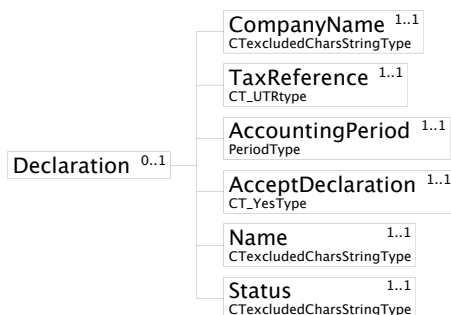 CompanyName 1..1
CTexcludedCharsStringType
TaxReference 1..1
CT_UTRtype
AccountingPeriod 1..1
PeriodType
Declaration 0..1
AcceptDeclaration 1..1
CT_YesType
Name 1..1
CTexcludedCharsStringType
Status 1..1
CTexcludedCharsStringType